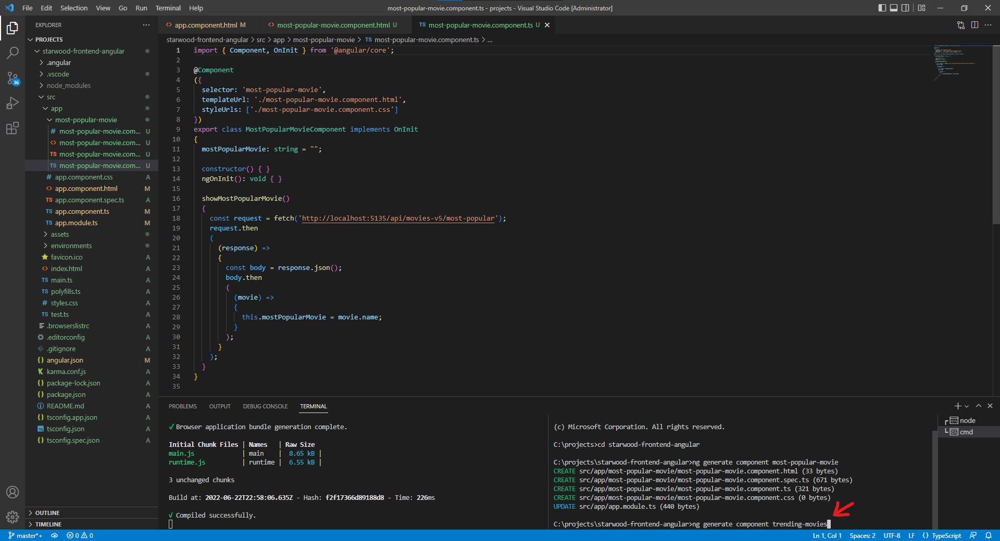 File Edit Selection View Go Run Terminal Help
most-popular-movie.component.ts - projects - Visual Studio Code [Administrator]
EXPLORER
PROJECTS
starwood-frontend-angular
.angular
.vscode
node_modules
src
app
most-popular-movie
# most-popular-movie.com... U
<> most-popular-movie.com... U
TS most-popular-movie.com... U
TS most-popular-movie.com... U
# app.component.css A
<> app.component.html M
TS app.component.spec.ts A
TS app.component.ts M
TS app.module.ts M
assets
environments
favicon.ico A
<> index.html A
TS main.ts A
TS polyfills.ts A
# styles.css A
TS test.ts A
.browserslistrc A
.editorconfig A
.gitignore A
{} angular.json M
karma.conf.js A
{} package-lock.json A
{} package.json A
README.md A
{} tsconfig.app.json A
TS tsconfig.json A
{} tsconfig.spec.json A
OUTLINE
TIMELINE
36
<> app.component.html M
<> most-popular-movie.component.html U
TS most-popular-movie.component.ts U
starwood-frontend-angular > src > app > most-popular-movie > TS most-popular-movie.component.ts > ...
1 import { Component, OnInit } from '@angular/core';
2
3 @Component
4 ({
5 selector: 'most-popular-movie',
6 templateUrl: './most-popular-movie.component.html',
7 styleUrls: ['./most-popular-movie.component.css']
8 })
9 export class MostPopularMovieComponent implements OnInit
10 {
11 mostPopularMovie: string = "";
12
13 constructor() { }
14 ngOnInit(): void { }
15
16 showMostPopularMovie()
17 {
18 const request = fetch('http://localhost:5135/api/movies-v5/most-popular');
19 request.then
20 (
21 (response) =>
22 {
23 const body = response.json();
24 body.then
25 (
26 (movie) =>
27 {
28 this.mostPopularMovie = movie.name;
29 }
30 );
31 }
32 );
33 }
34 }
35
PROBLEMS OUTPUT DEBUG CONSOLE TERMINAL
√ Browser application bundle generation complete.
Initial Chunk Files | Names | Raw Size
main.js | main | 8.65 kB |
runtime.js | runtime | 6.55 kB |
3 unchanged chunks
Build at: 2022-06-22T22:58:06.635Z - Hash: f2f17366d89188d8 - Time: 226ms
√ Compiled successfully.
(c) Microsoft Corporation. All rights reserved.
C:\projects>cd starwood-frontend-angular
C:\projects\starwood-frontend-angular>ng generate component most-popular-movie
CREATE src/app/most-popular-movie/most-popular-movie.component.html (33 bytes)
CREATE src/app/most-popular-movie/most-popular-movie.component.spec.ts (671 bytes)
CREATE src/app/most-popular-movie/most-popular-movie.component.ts (321 bytes)
CREATE src/app/most-popular-movie/most-popular-movie.component.css (0 bytes)
UPDATE src/app/app.module.ts (440 bytes)
C:\projects\starwood-frontend-angular>ng generate component trending-movies
node
cmd
master*+ 0 0
Ln 1, Col 1 Spaces: 2 UTF-8 LF {} TypeScript